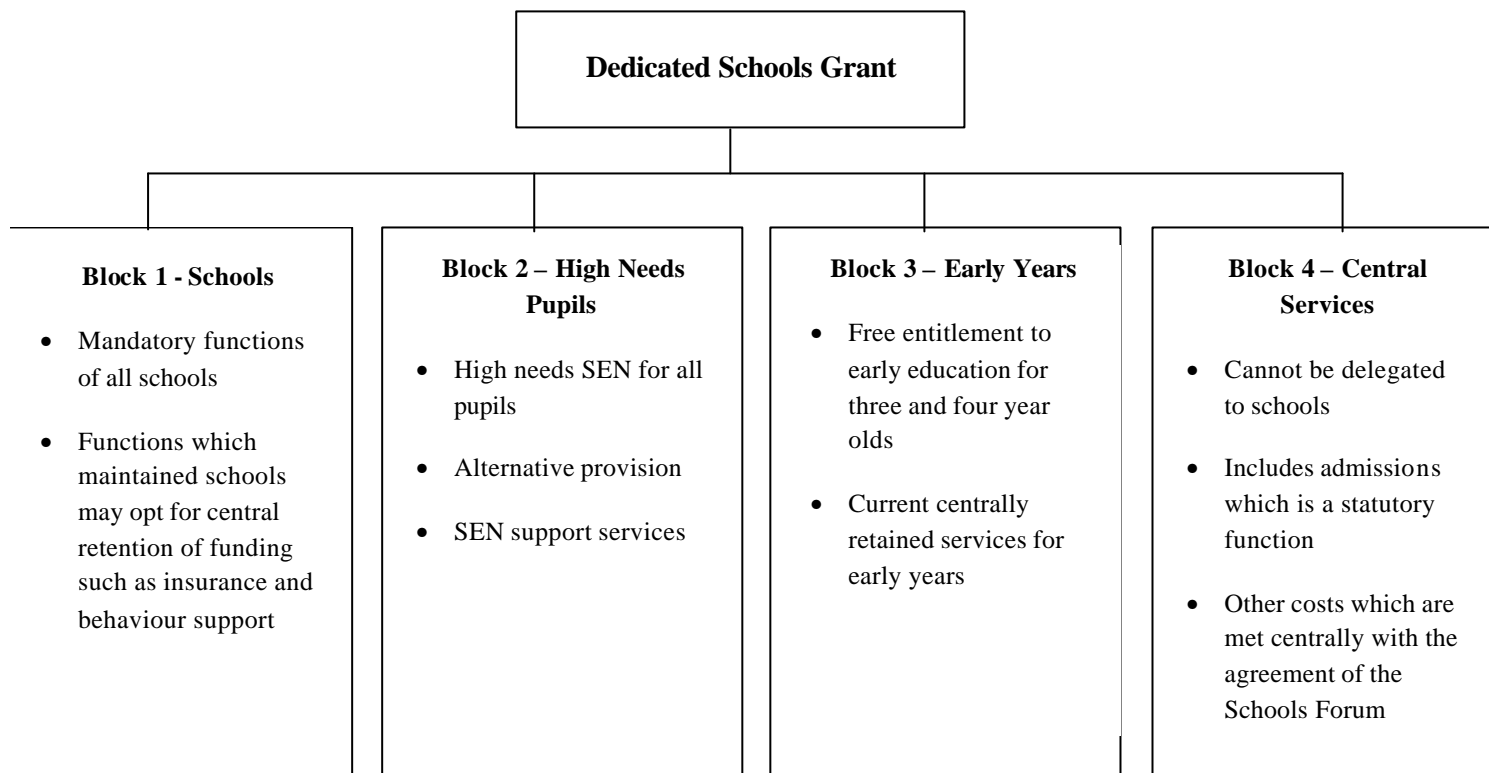 Dedicated Schools Grant
Block 1 - Schools
• Mandatory functions
of all schools
• Functions which
maintained schools
may opt for central
retention of funding
such as insurance and
behaviour support
Block 2 – High Needs
Pupils
• High needs SEN for all
pupils
• Alternative provision
• SEN support services
Block 3 – Early Years
• Free entitlement to
early education for
three and four year
olds
• Current centrally
retained services for
early years
Block 4 – Central
Services
• Cannot be delegated
to schools
• Includes admissions
which is a statutory
function
• Other costs which are
met centrally with the
agreement of the
Schools Forum